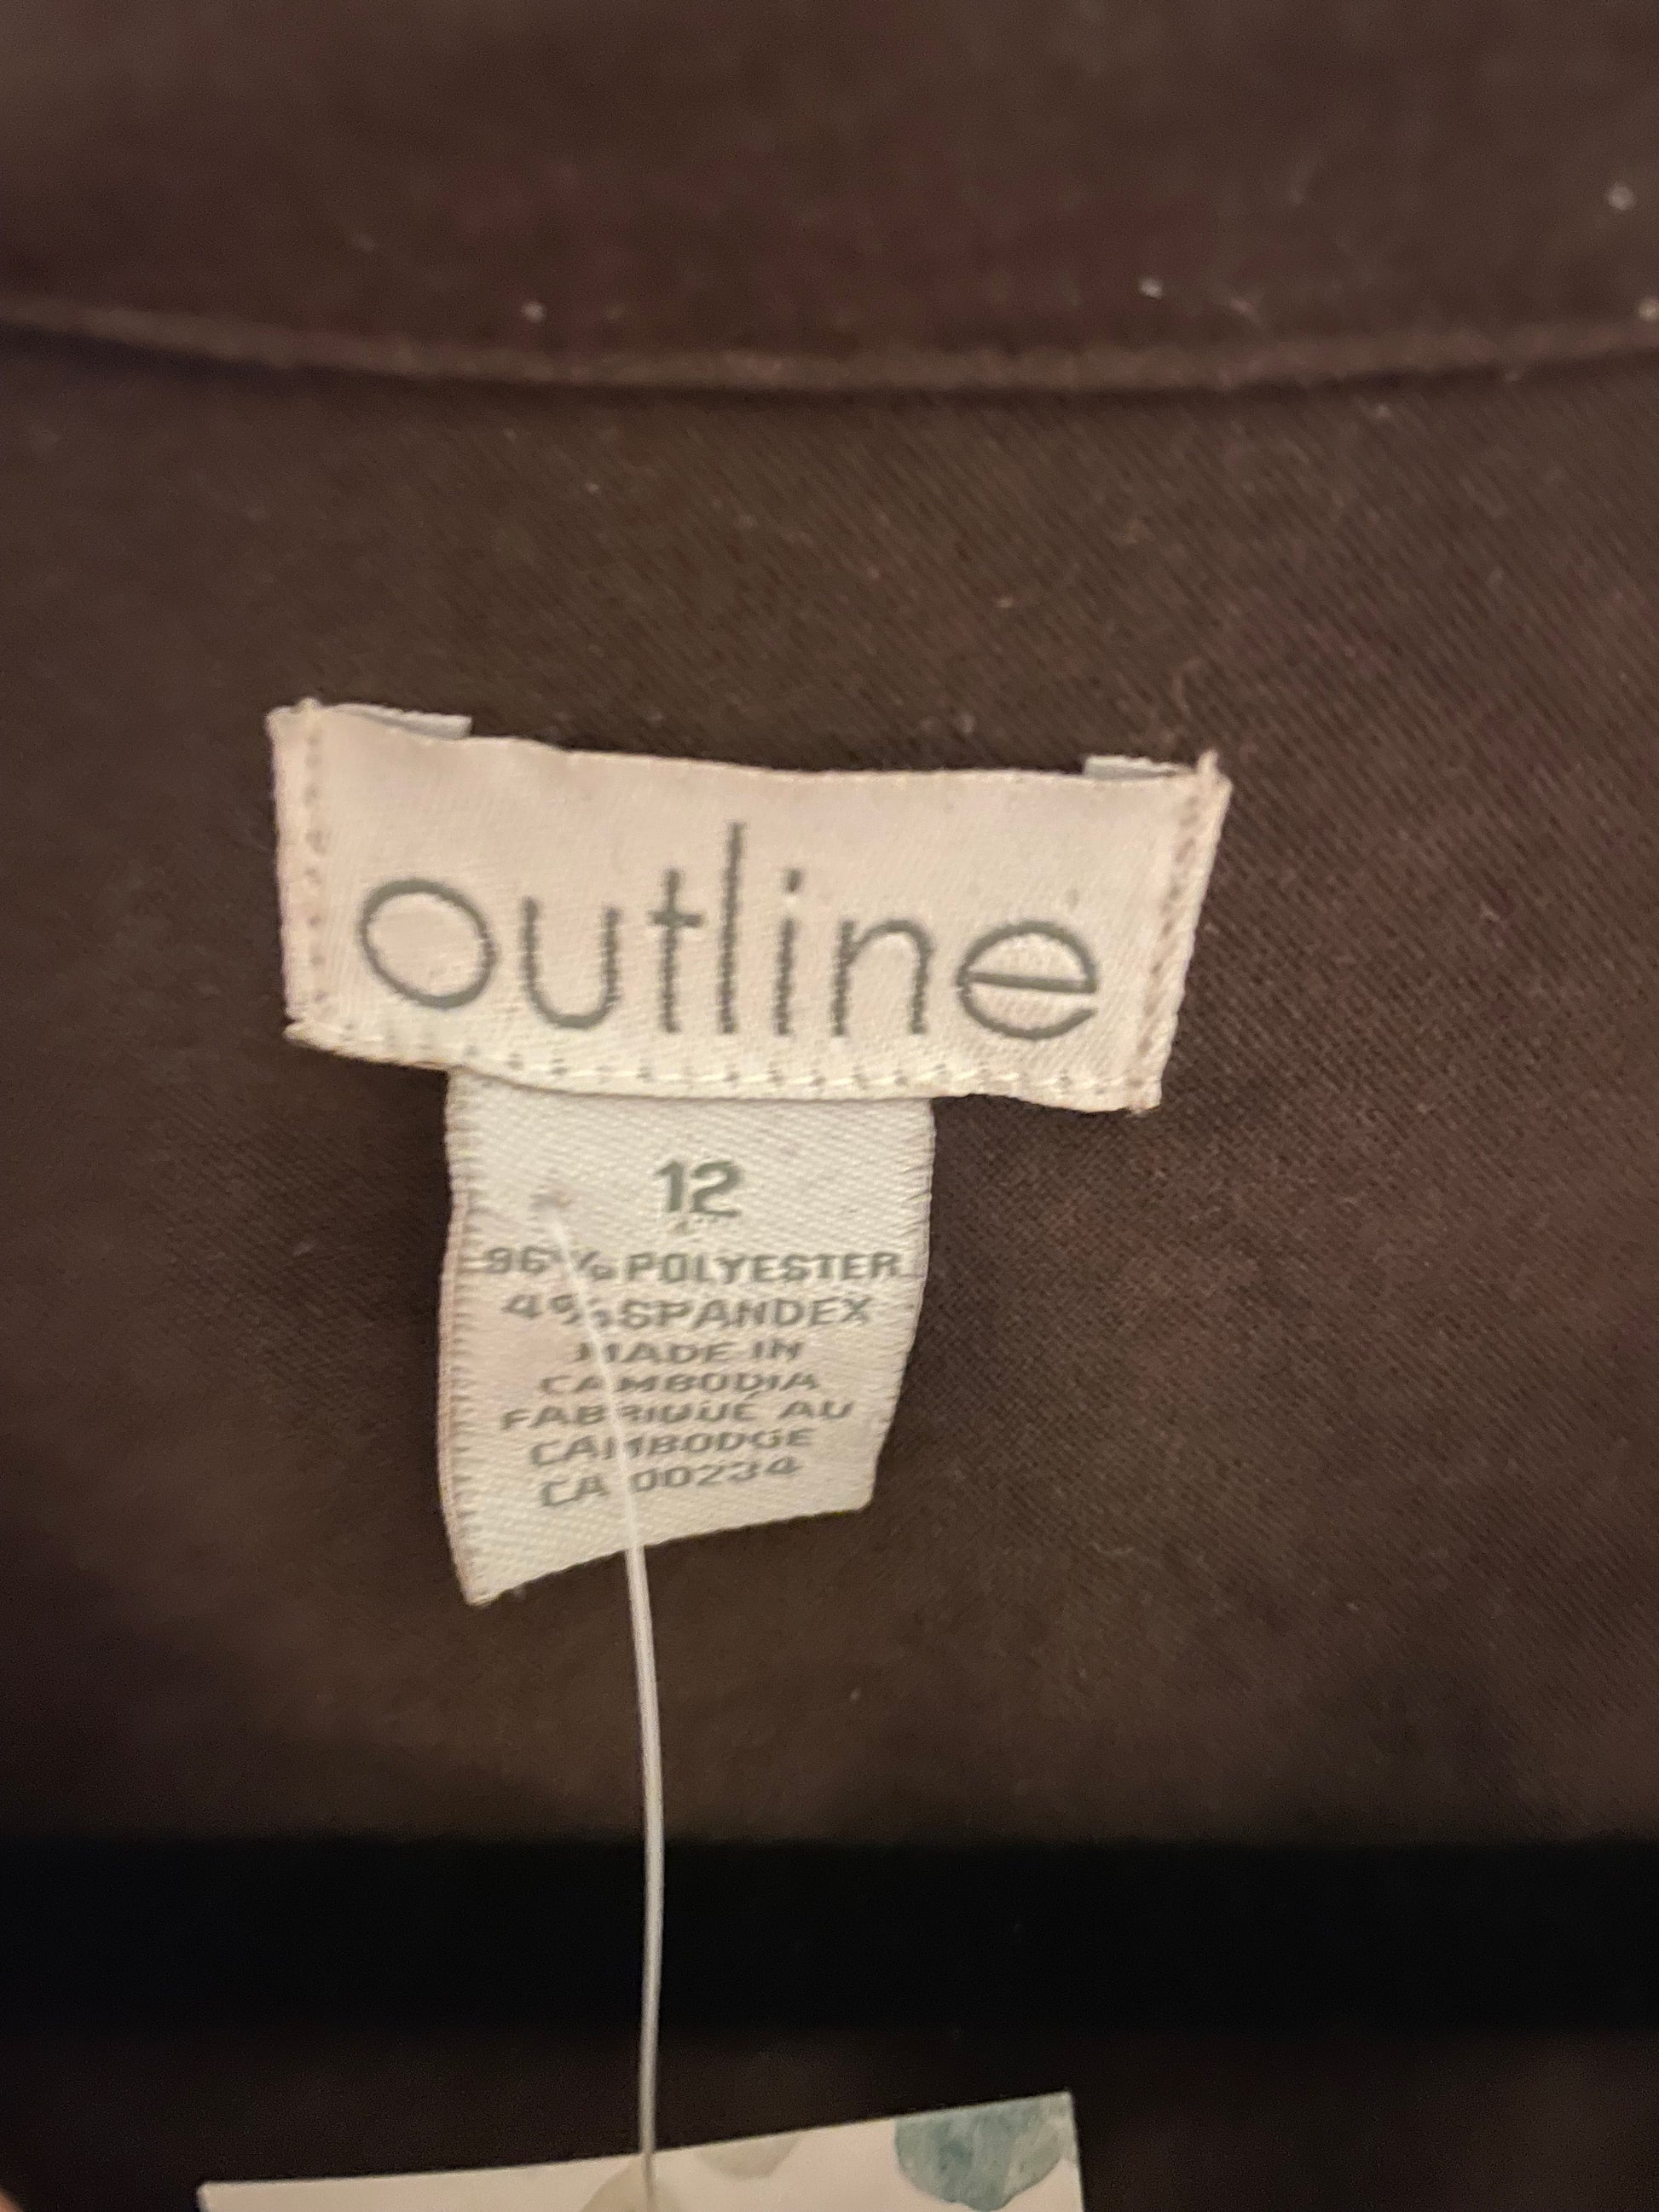 outline
12
96% POLYESTER
4% SPANDEX
MADE IN
CAMBODIA
FABRIQUÉ AU
CAMBODGE
CA 00234